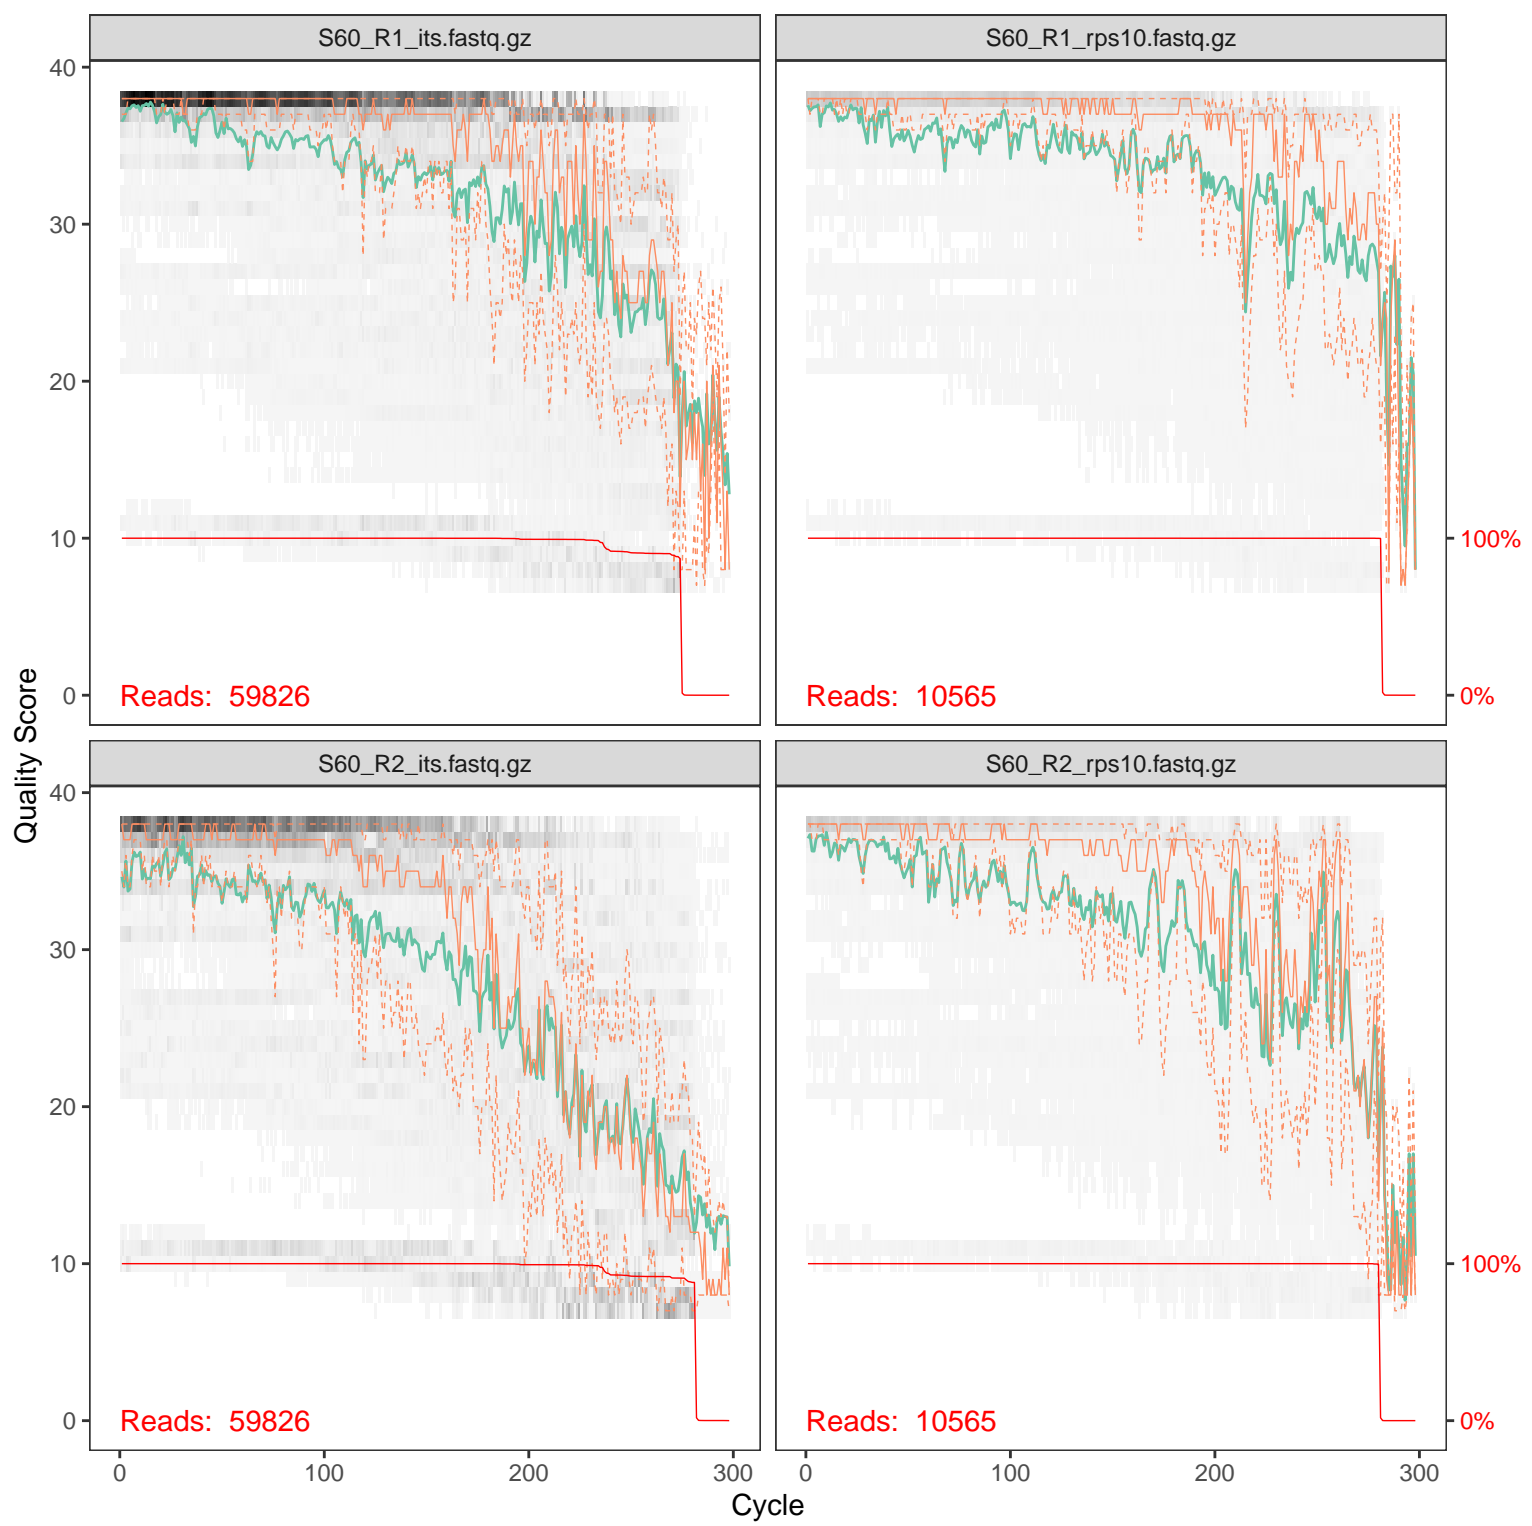 S60_R1_its.fastq.gz
S60_R1_rps10.fastq.gz
40
30
20
10
0
Reads: 59826
Reads: 10565
100%
0%
Quality Score
S60_R2_its.fastq.gz
S60_R2_rps10.fastq.gz
40
30
20
10
0
Reads: 59826
Reads: 10565
100%
0%
0 100 200 300
0 100 200 300
Cycle